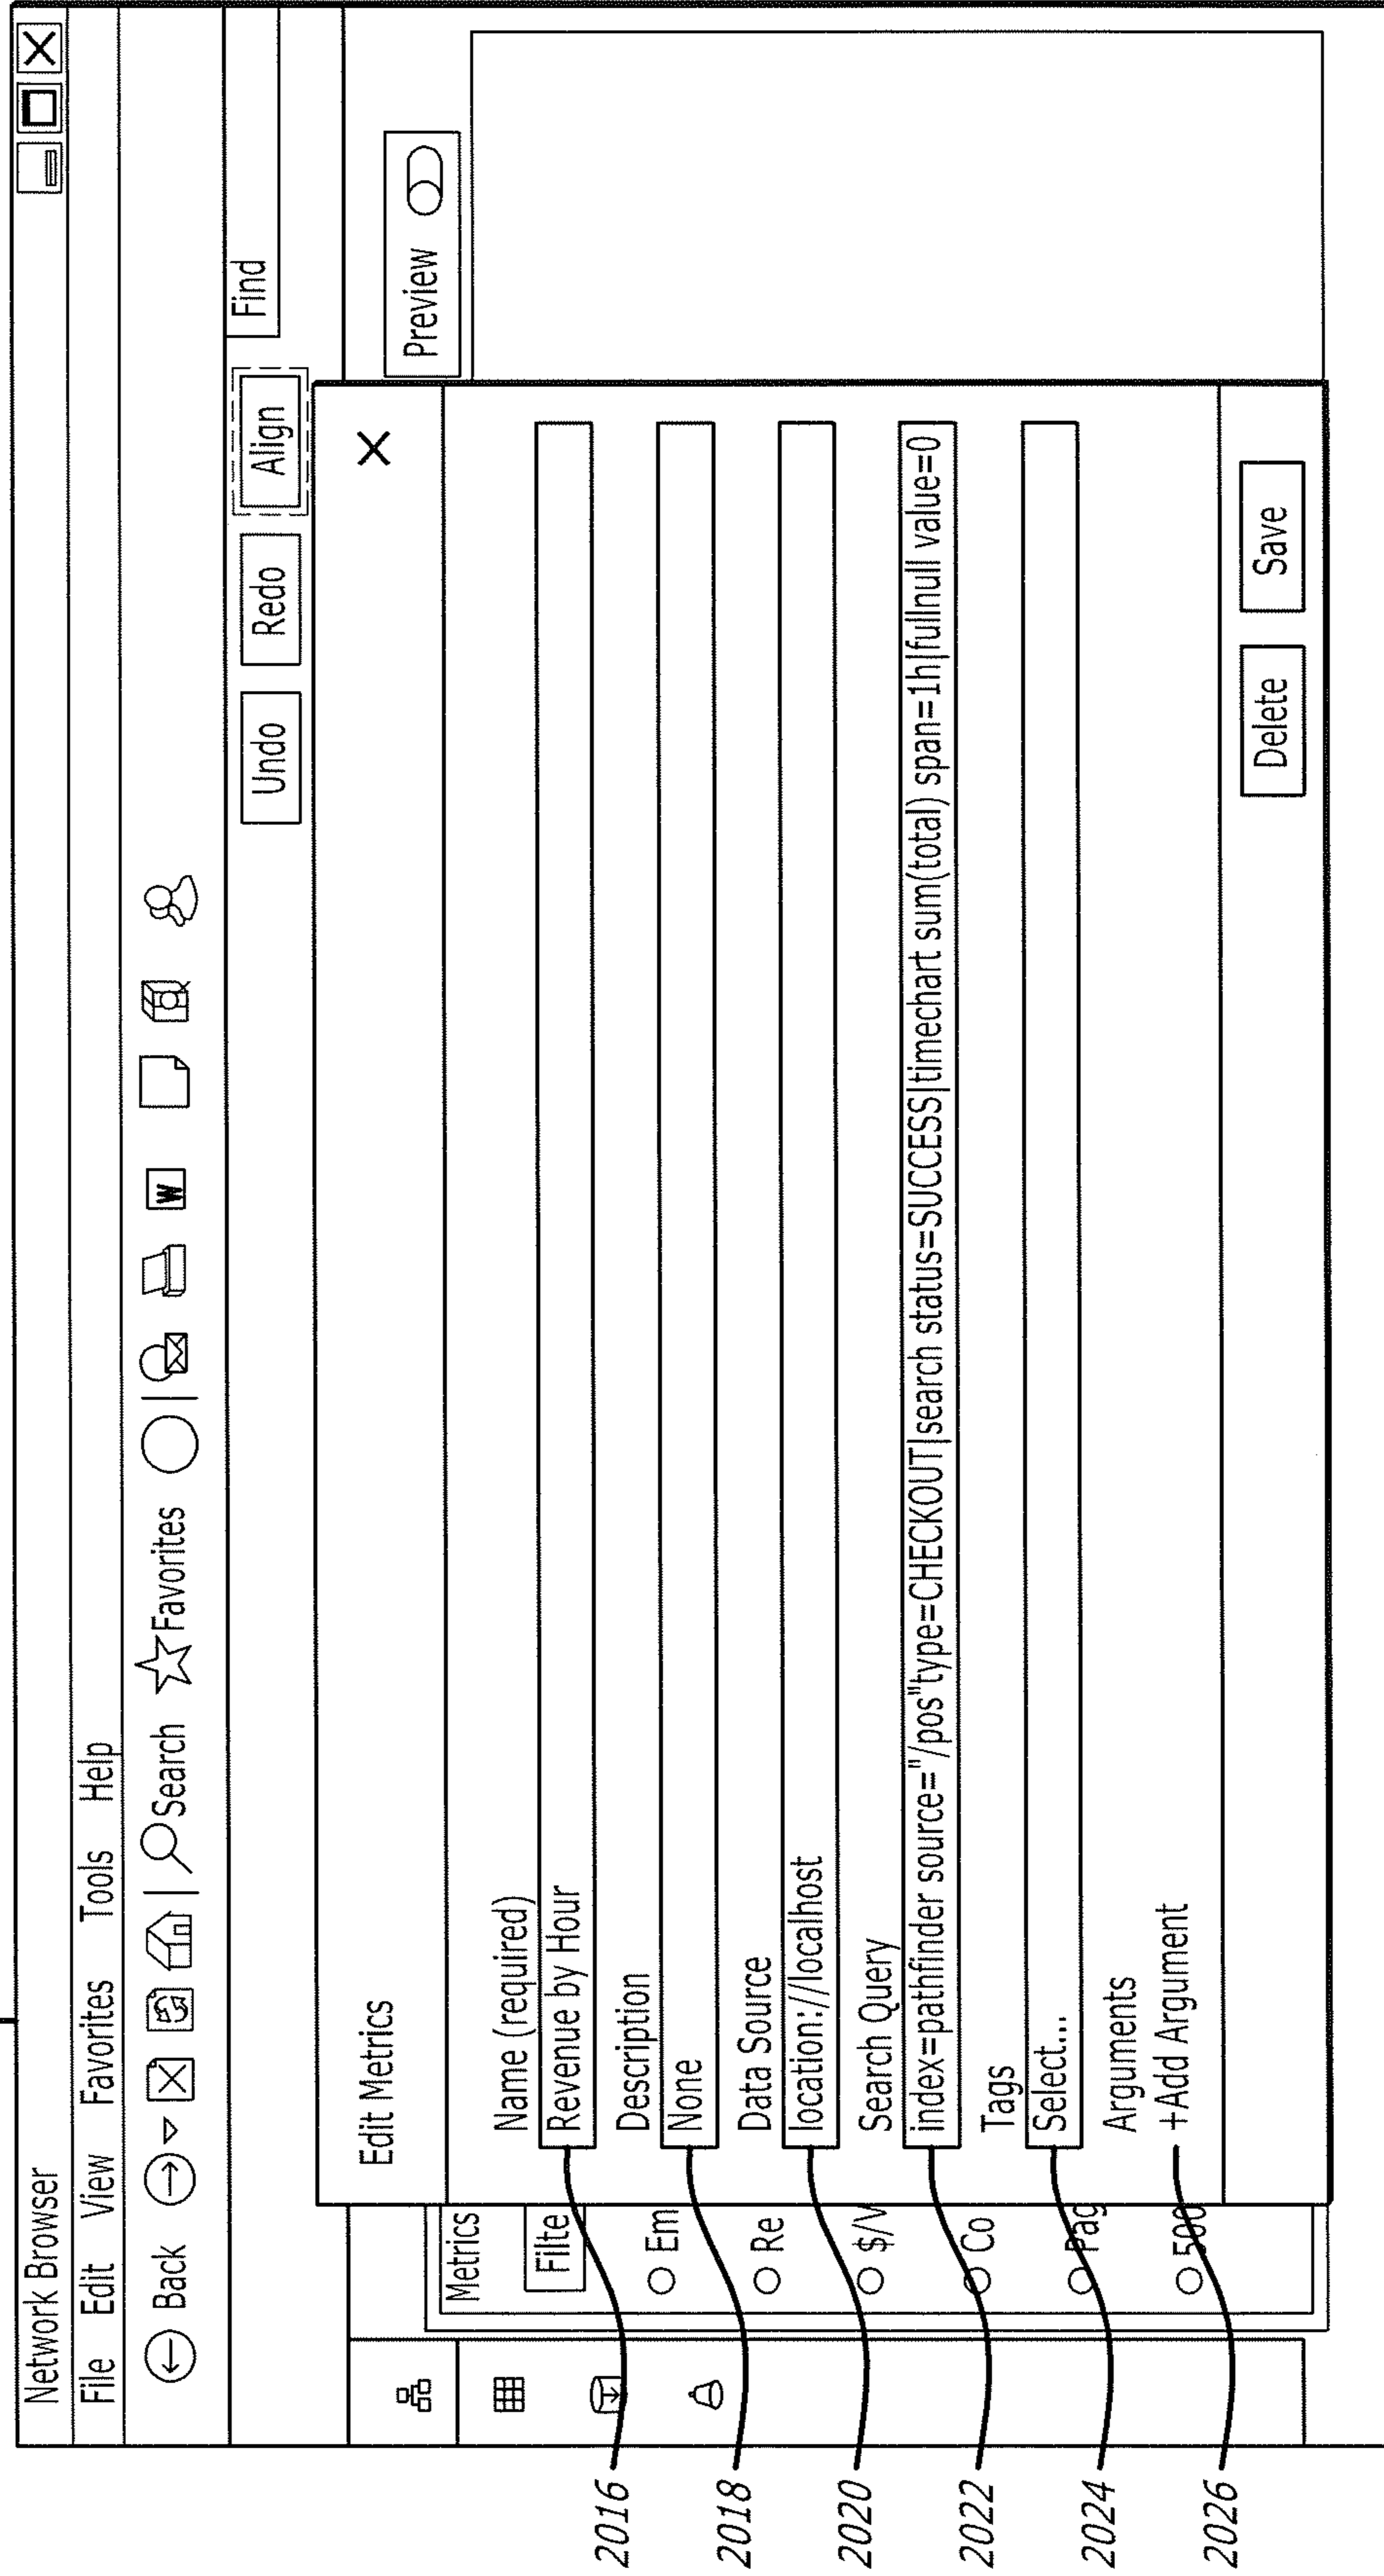 Network Browser
File Edit View Favorites Tools Help
Back Search Favorites W
Undo Redo Align Find
Preview
Edit Metrics
Metrics
Filte
Em
Re
$/V
Co
Pag
500
Name (required)
2016 Revenue by Hour
Description
2018 None
Data Source
2020 location://localhost
Search Query
2022 index=pathfinder source="/pos"type=CHECKOUT|search status=SUCCESS|timechart sum(total) span=1h|fullnull value=0
Tags
2024 Select...
Arguments
2026 +Add Argument
Delete Save